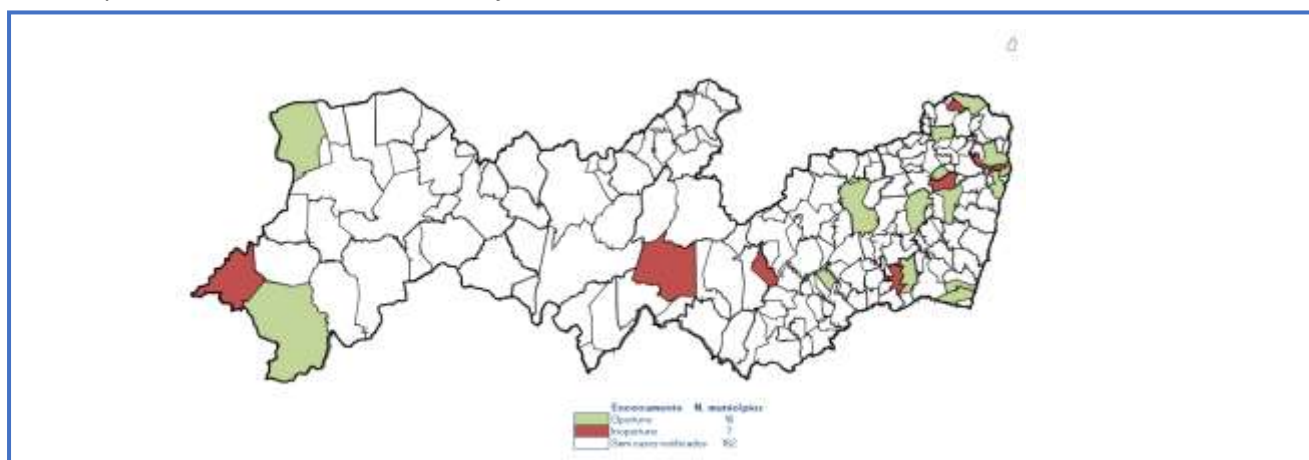 Encerramento N. municípios
Oportuno 16
Inoportuno 7
Sem casos notificados 162